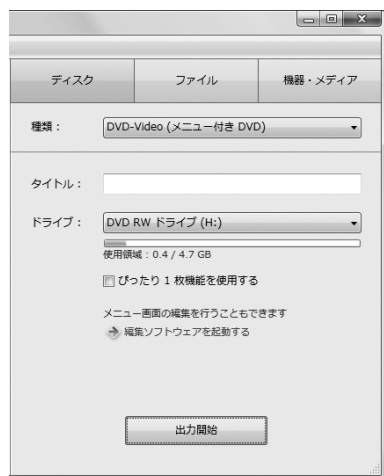 ディスク ファイル 機器・メディア
種類： DVD-Video (メニュー付き DVD)
タイトル：
ドライブ： DVD RW ドライブ (H:)
使用領域：0.4 / 4.7 GB
ぴったり 1 枚機能を使用する
メニュー画面の編集を行うこともできます
編集ソフトウェアを起動する
出力開始